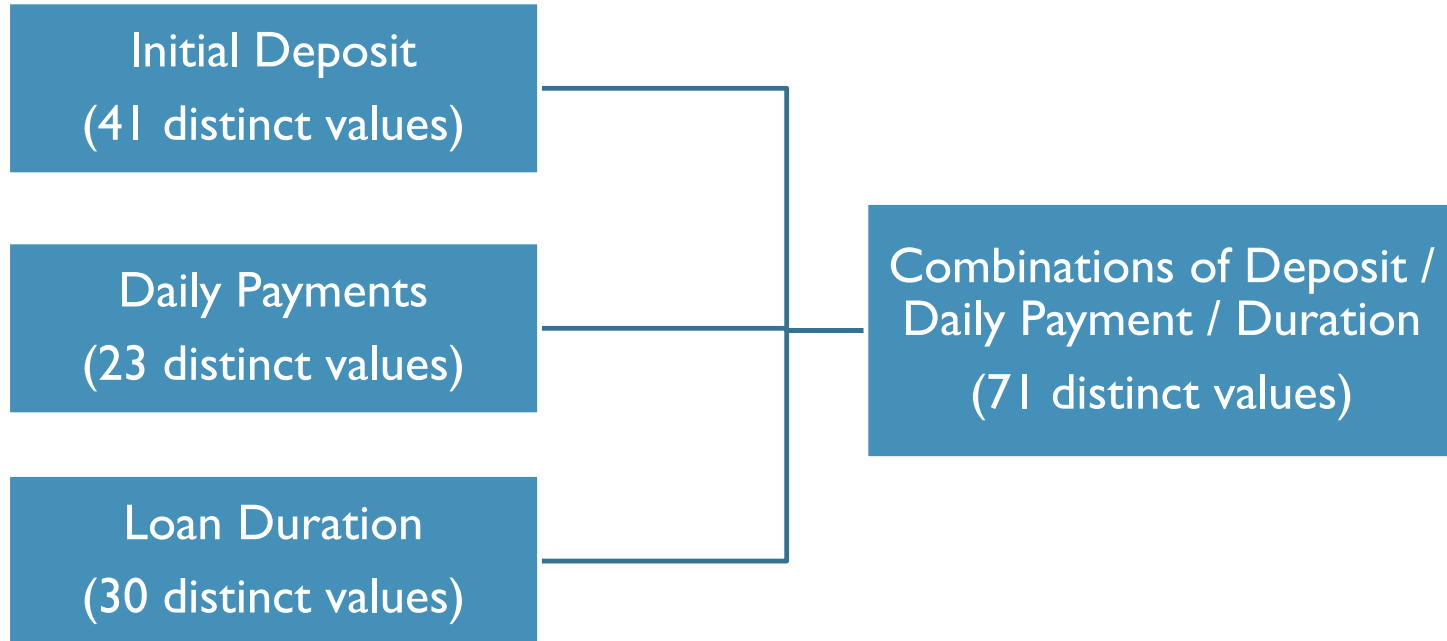 Initial Deposit
(41 distinct values)
Daily Payments
(23 distinct values)
Loan Duration
(30 distinct values)
Combinations of Deposit /
Daily Payment / Duration
(71 distinct values)